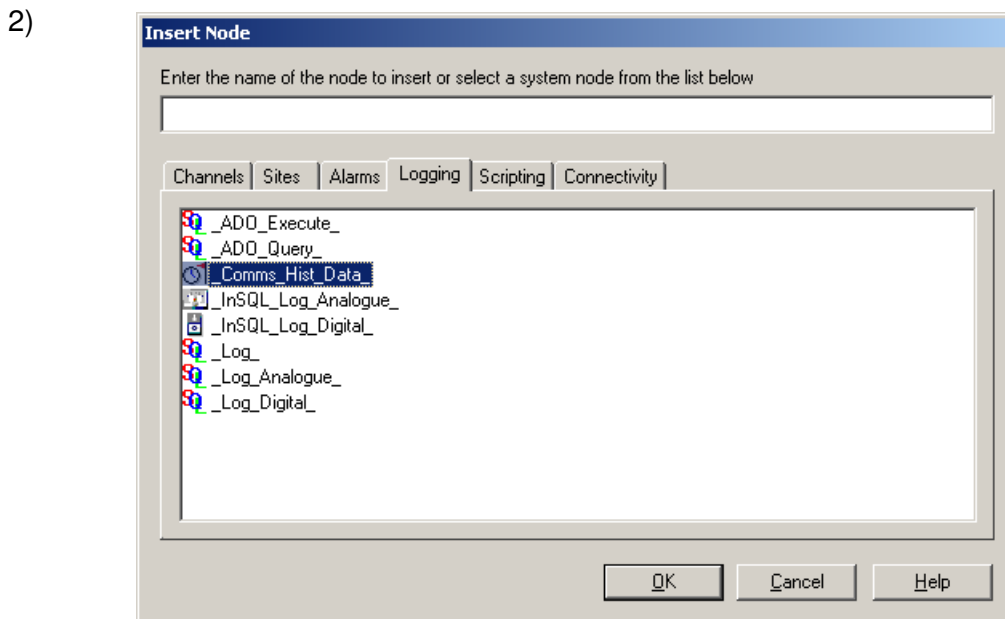 2)
Insert Node
Enter the name of the node to insert or select a system node from the list below
Channels Sites Alarms Logging Scripting Connectivity
_ADO_Execute_
_ADO_Query_
_Comms_Hist_Data_
_InSQL_Log_Analogue_
_InSQL_Log_Digital_
_Log_
_Log_Analogue_
_Log_Digital_
OK Cancel Help